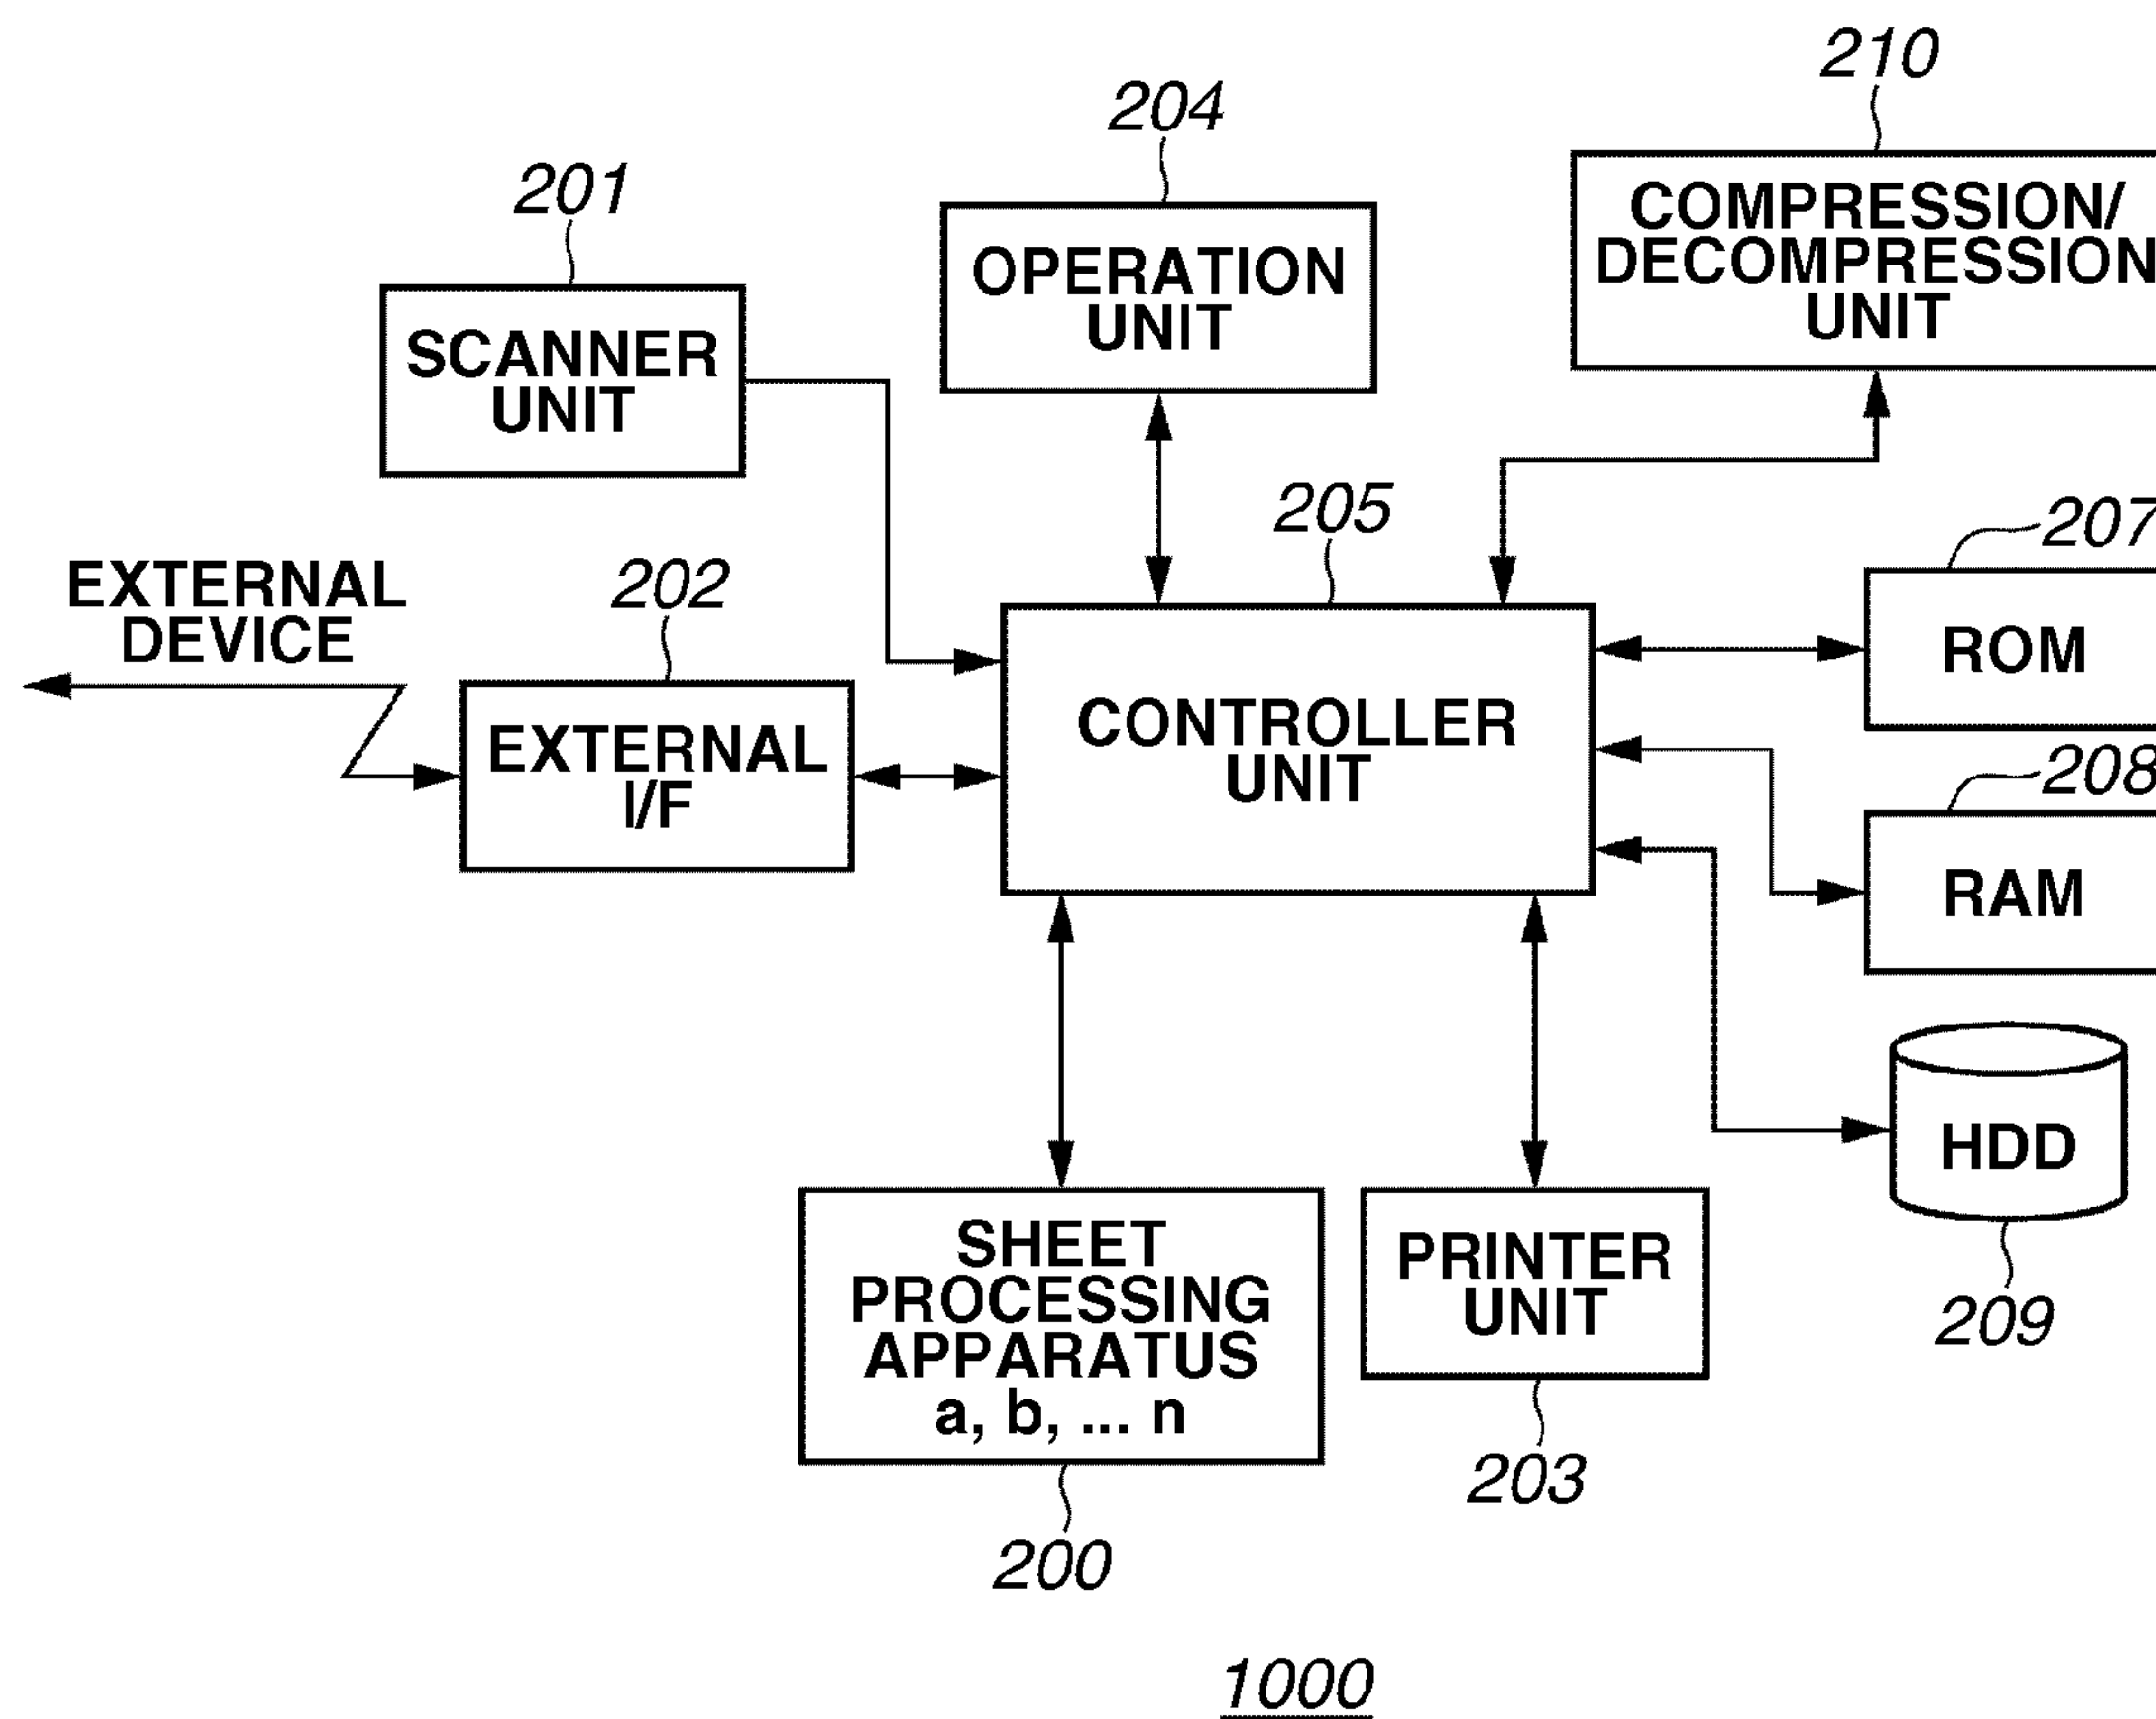 210
204
COMPRESSION/
DECOMPRESSION
UNIT
201
OPERATION
UNIT
SCANNER
UNIT
205
207
EXTERNAL
DEVICE
202
ROM
CONTROLLER
UNIT
EXTERNAL
I/F
208
RAM
HDD
SHEET
PROCESSING
APPARATUS
a, b, ... n
PRINTER
UNIT
209
203
200
1000